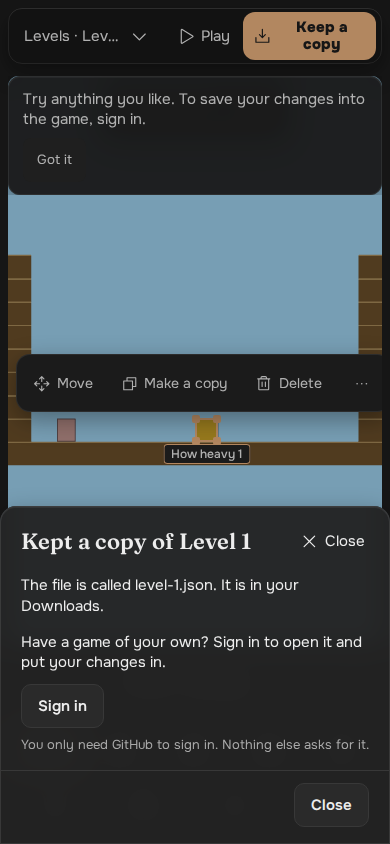 Levels · Lev...
Play
Keep a
copy
Try anything you like. To save your changes into
the game, sign in.
Got it
Move
Make a copy
Delete
...
How heavy 1
Kept a copy of Level 1
Close
The file is called level-1.json. It is in your
Downloads.
Have a game of your own? Sign in to open it and
put your changes in.
Sign in
You only need GitHub to sign in. Nothing else asks for it.
Close